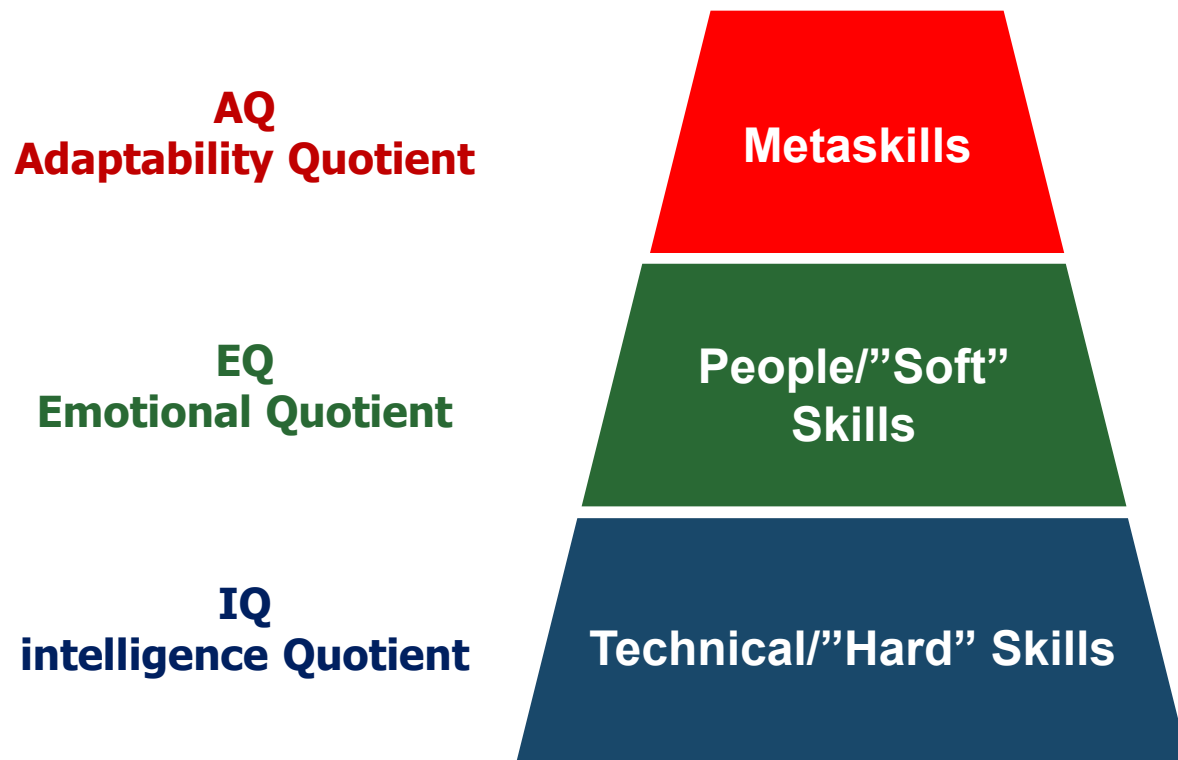 AQ
Adaptability Quotient
Metaskills
EQ
Emotional Quotient
People/”Soft”
Skills
IQ
intelligence Quotient
Technical/”Hard” Skills